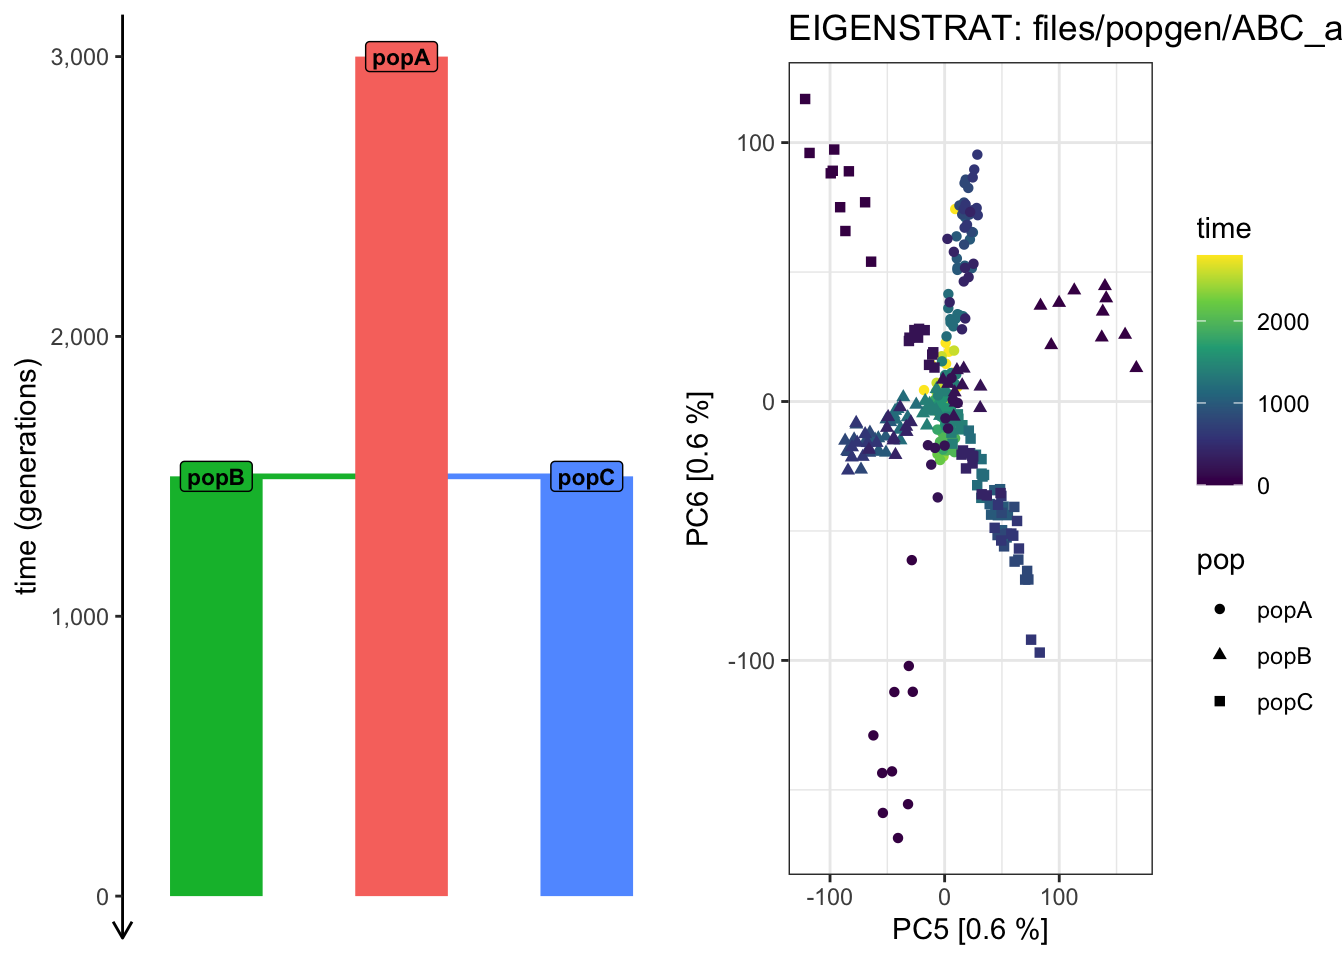 time (generations)
3,000
2,000
1,000
0
popA
popB
popC
EIGENSTRAT: files/popgen/ABC_a
PC6 [0.6 %]
100
0
-100
-100
0
100
PC5 [0.6 %]
time
2000
1000
0
pop
popA
popB
popC